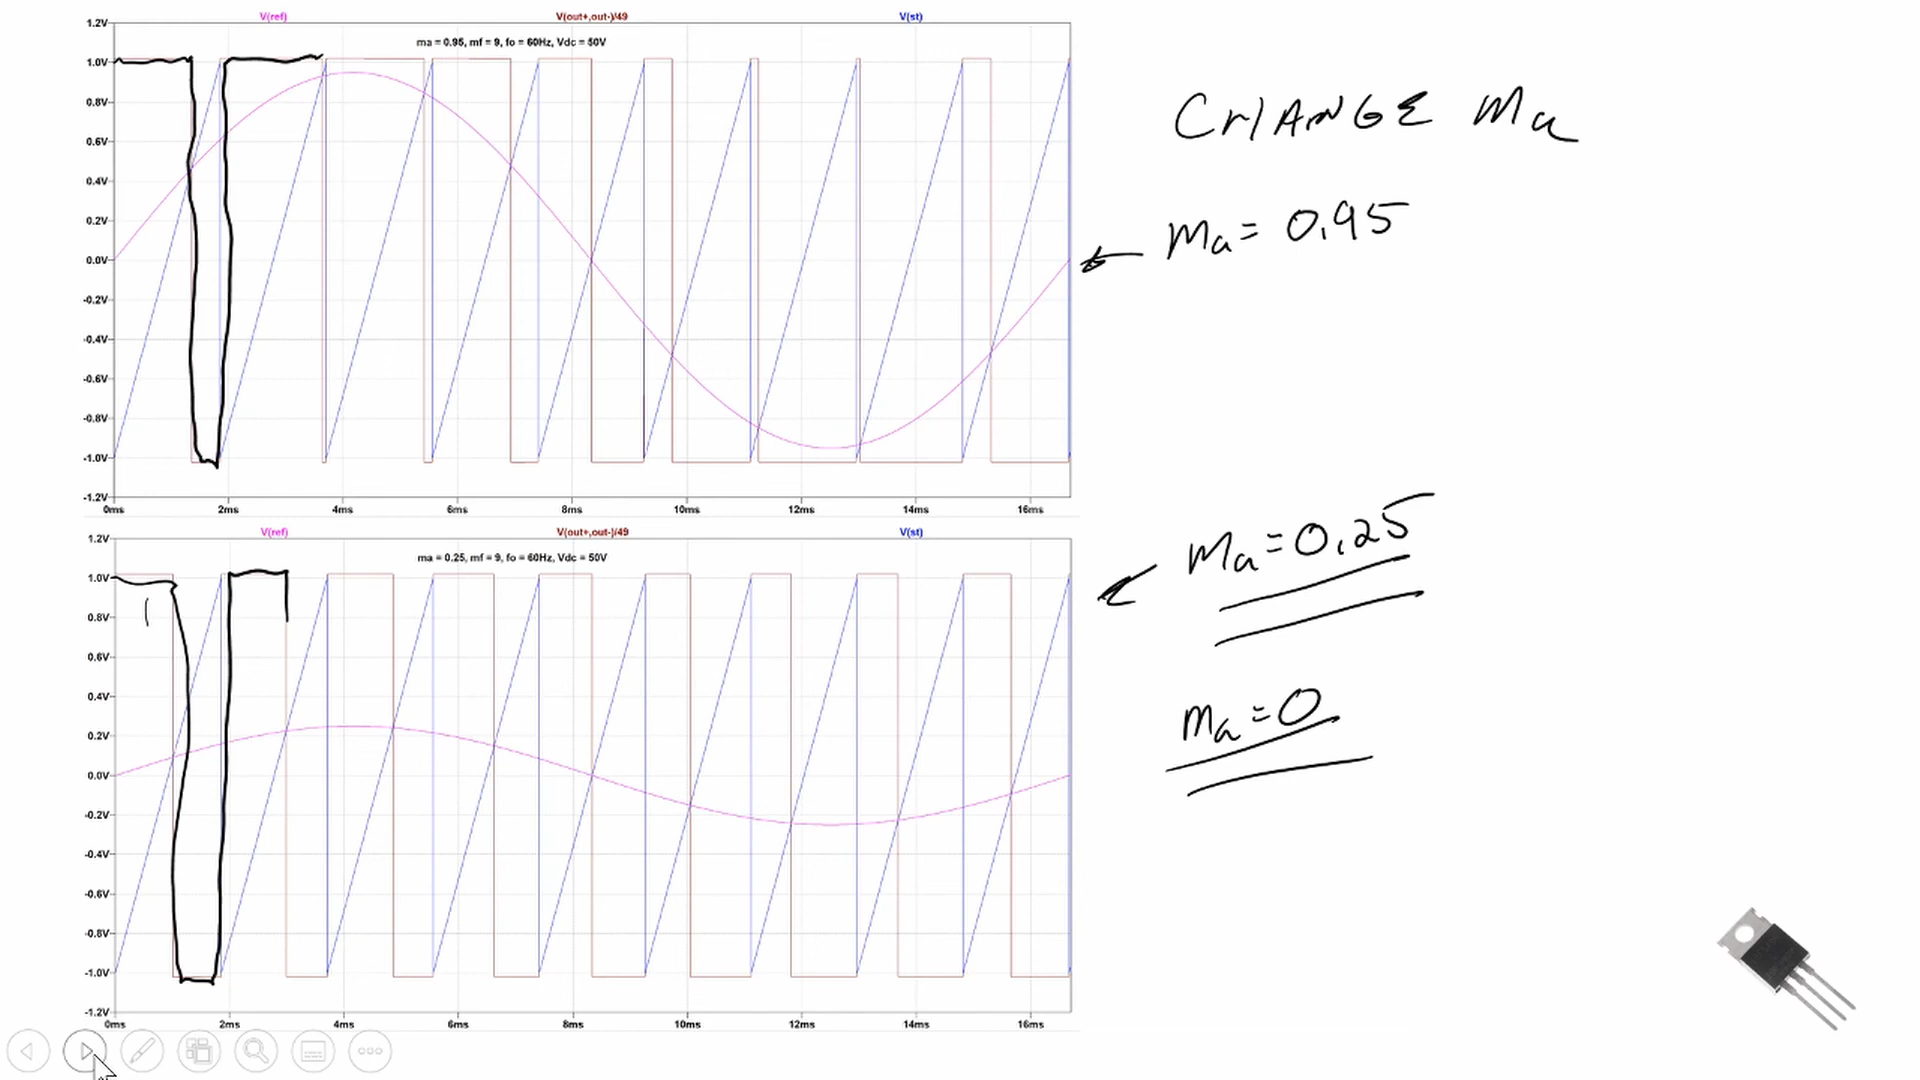 V(ref) V(out+,out-)/49 V(st)
ma = 0.95, mf = 9, fo = 60Hz, Vdc = 50V
1.2V
1.0V
0.8V
0.6V
0.4V
0.2V
0.0V
-0.2V
-0.4V
-0.6V
-0.8V
-1.0V
-1.2V
0ms 2ms 4ms 6ms 8ms 10ms 12ms 14ms 16ms
CHANGE Ma
Ma = 0.95
V(ref) V(out+,out-)/49 V(st)
ma = 0.25, mf = 9, fo = 60Hz, Vdc = 50V
1.2V
1.0V
0.8V
0.6V
0.4V
0.2V
0.0V
-0.2V
-0.4V
-0.6V
-0.8V
-1.0V
-1.2V
0ms 2ms 4ms 6ms 8ms 10ms 12ms 14ms 16ms
Ma = 0.25
Ma = 0